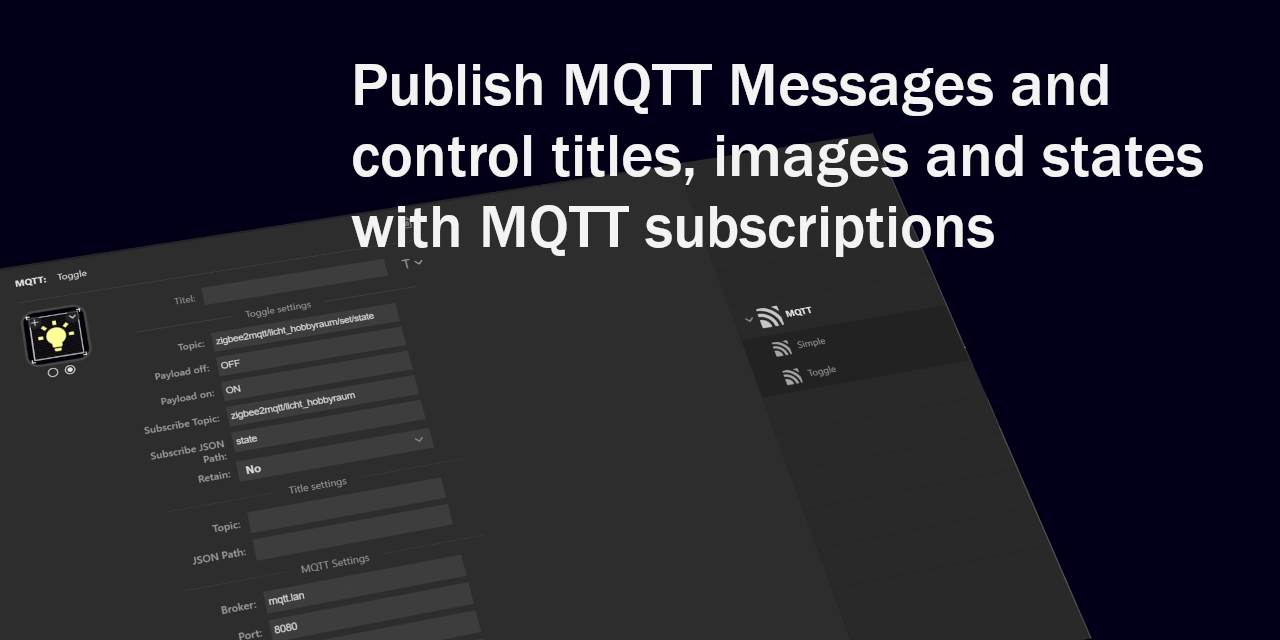 Publish MQTT Messages and
control titles, images and states
with MQTT subscriptions
MQTT: Toggle
Titel:
T
Toggle settings
Topic: zigbee2mqtt/licht_hobbyraum/set/state
Payload off: OFF
Payload on: ON
Subscribe Topic: zigbee2mqtt/licht_hobbyraum
Subscribe JSON
Path: state
Retain: No
Title settings
Topic:
JSON Path:
MQTT Settings
Broker: mqtt.lan
Port: 8080
MQTT
Simple
Toggle